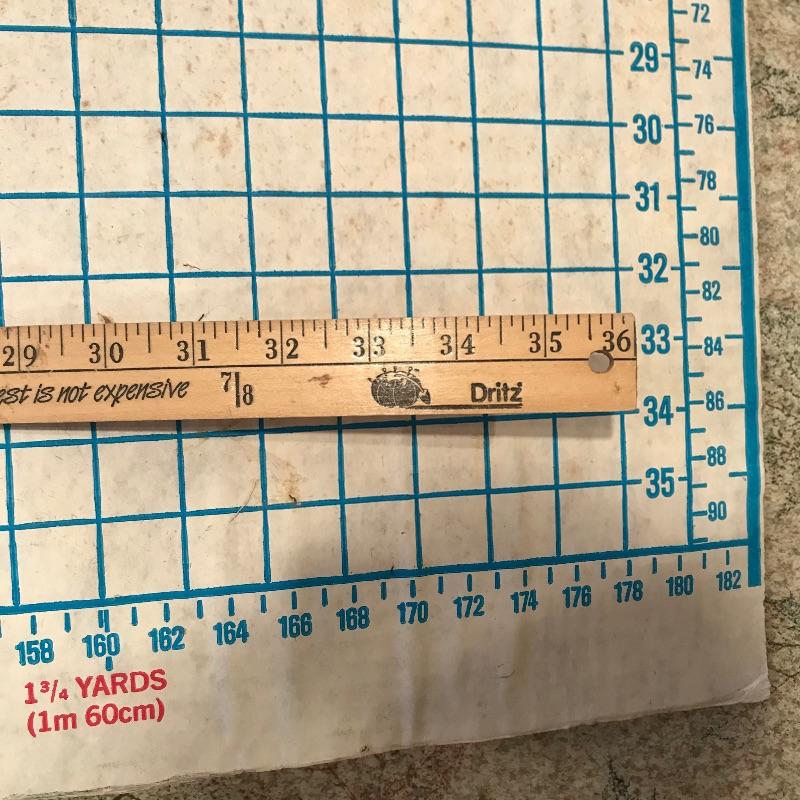 72
29 74
30 76
31 78
80
32 82
29 30 31 32 33 34 35 36
33 84
est is not expensive 7/8 Dritz
34 86
88
35
90
158 160 162 164 166 168 170 172 174 176 178 180 182
1 3/4 YARDS
(1m 60cm)